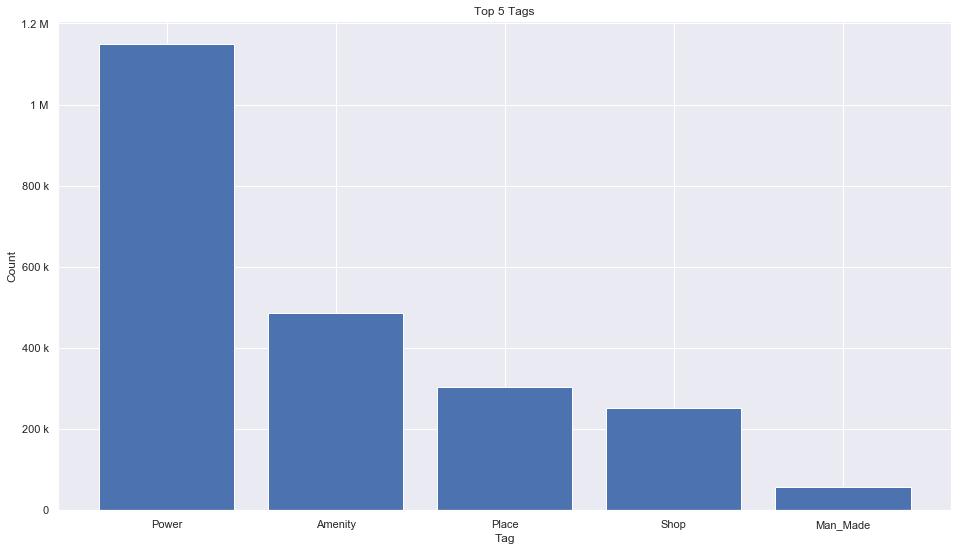 Top 5 Tags
1.2 M
1 M
800 k
600 k
400 k
200 k
0
Count
Power Amenity Place Shop Man_Made
Tag